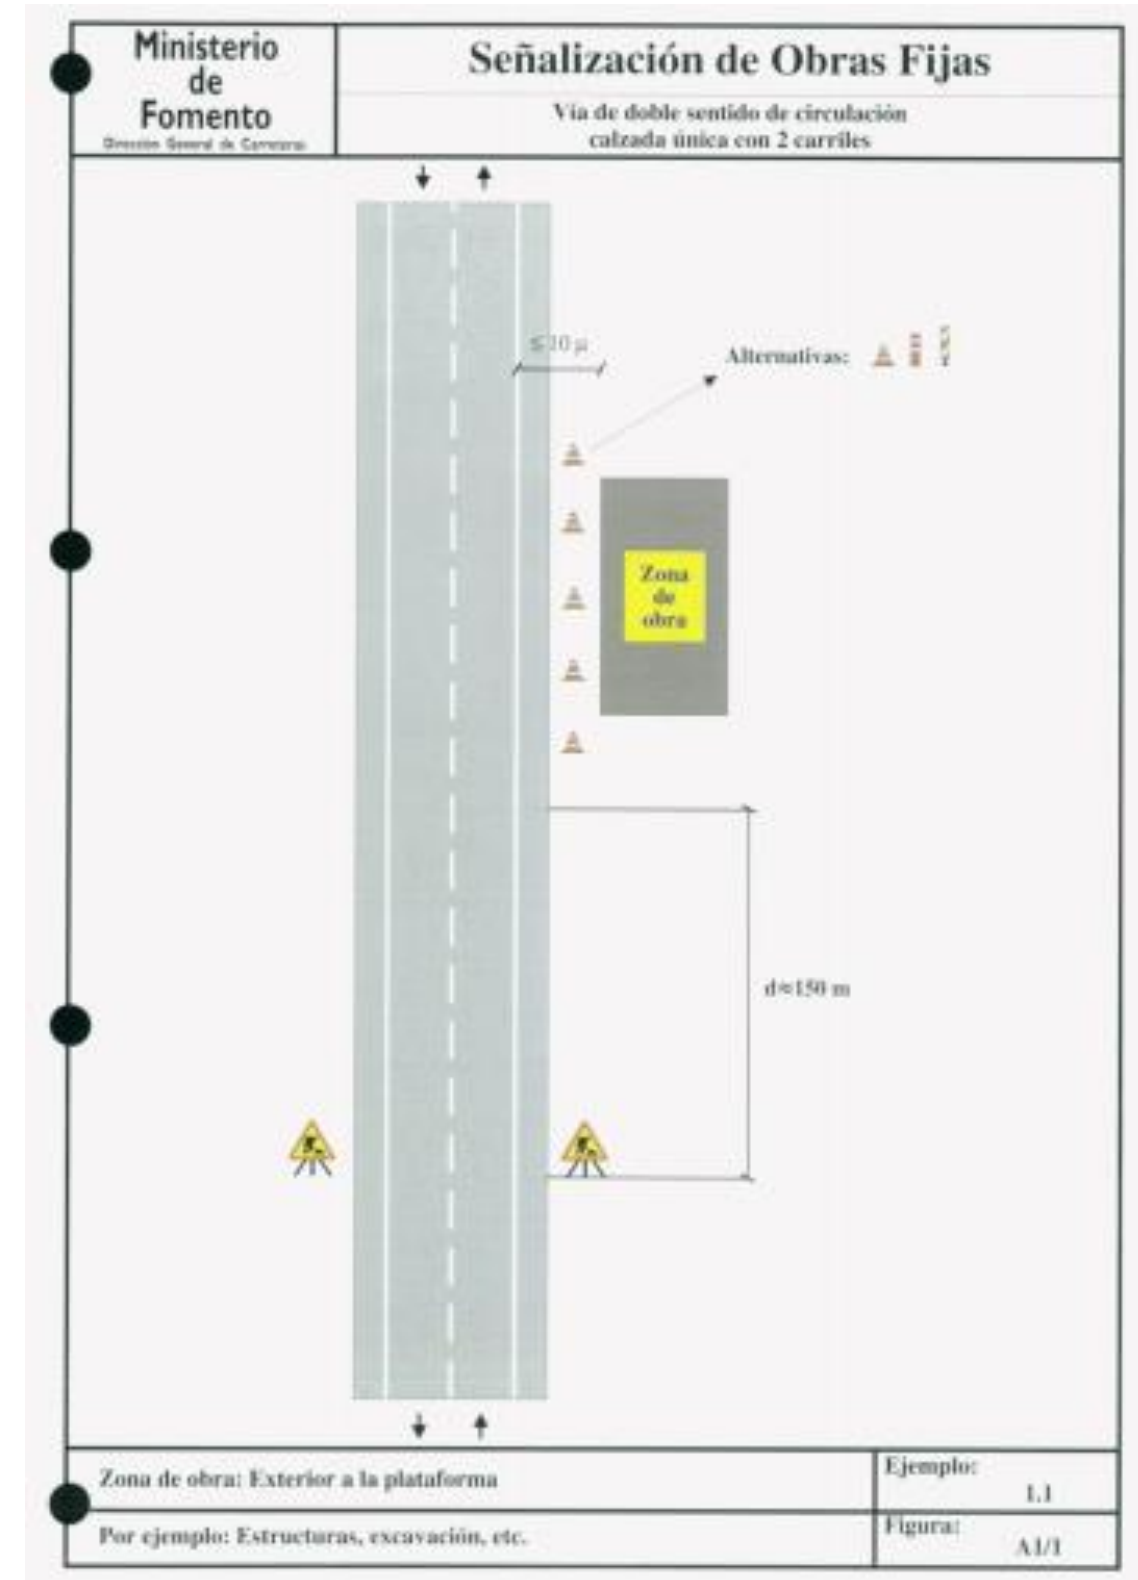 Ministerio
de
Fomento
Dirección General de Carreteras
Señalización de Obras Fijas
Vía de doble sentido de circulación
calzada única con 2 carriles
≤ 10 µ
Alternativas:
Zona
de
obra
d≈150 m
Zona de obra: Exterior a la plataforma
Ejemplo:
1.1
Por ejemplo: Estructuras, excavación, etc.
Figura:
A1/1